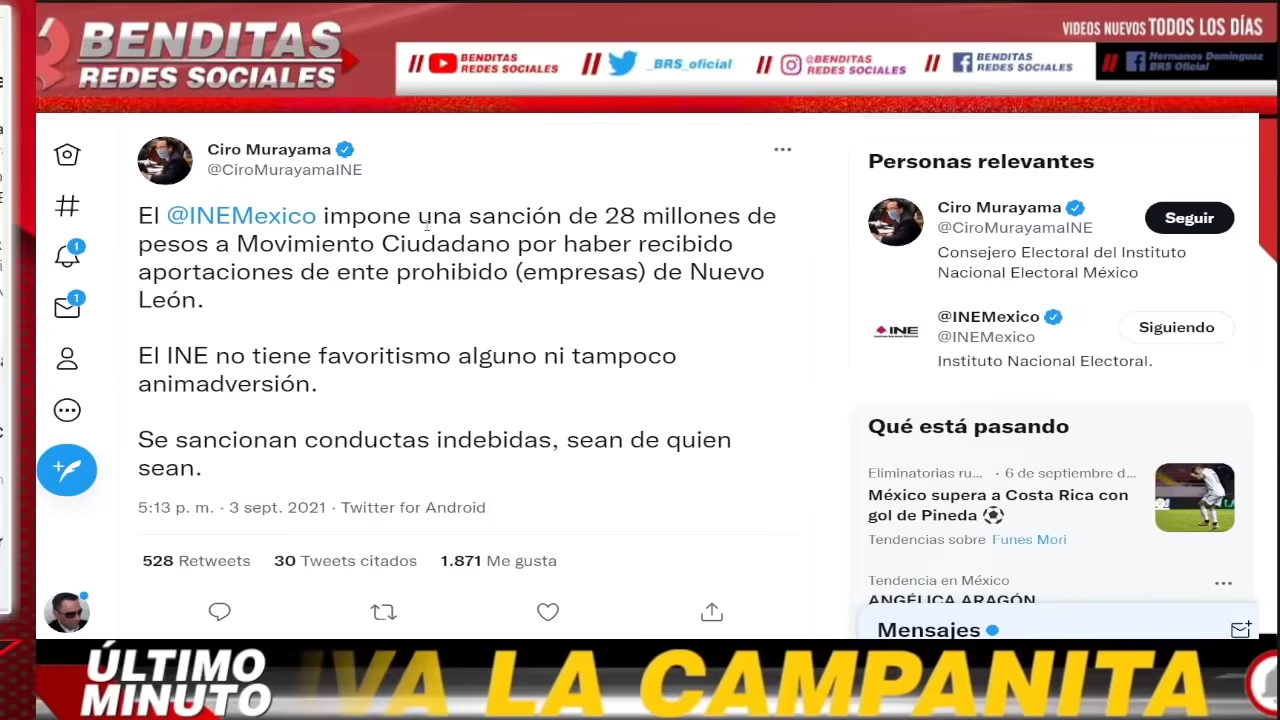 BENDITAS
REDES SOCIALES
VIDEOS NUEVOS TODOS LOS DÍAS
// BENDITAS
REDES SOCIALES
// _BRS_oficial
// @BENDITAS
REDES SOCIALES
// BENDITAS
REDES SOCIALES
// Hermanos Domínguez
BRS Oficial
Ciro Murayama
@CiroMurayamaINE
El @INEMexico impone una sanción de 28 millones de
pesos a Movimiento Ciudadano por haber recibido
aportaciones de ente prohibido (empresas) de Nuevo
León.
El INE no tiene favoritismo alguno ni tampoco
animadversión.
Se sancionan conductas indebidas, sean de quien
sean.
5:13 p. m. · 3 sept. 2021 · Twitter for Android
528 Retweets 30 Tweets citados 1.871 Me gusta
1
1
Personas relevantes
Ciro Murayama
@CiroMurayamaINE
Seguir
Consejero Electoral del Instituto
Nacional Electoral México
INE
@INEMexico
@INEMexico
Siguiendo
Instituto Nacional Electoral.
Qué está pasando
Eliminatorias ru... · 6 de septiembre d...
México supera a Costa Rica con
gol de Pineda ⚽
Tendencias sobre Funes Mori
Tendencia en México
ANGÉLICA ARAGÓN
Mensajes
ÚLTIMO
MINUTO
IVA LA CAMPANITA